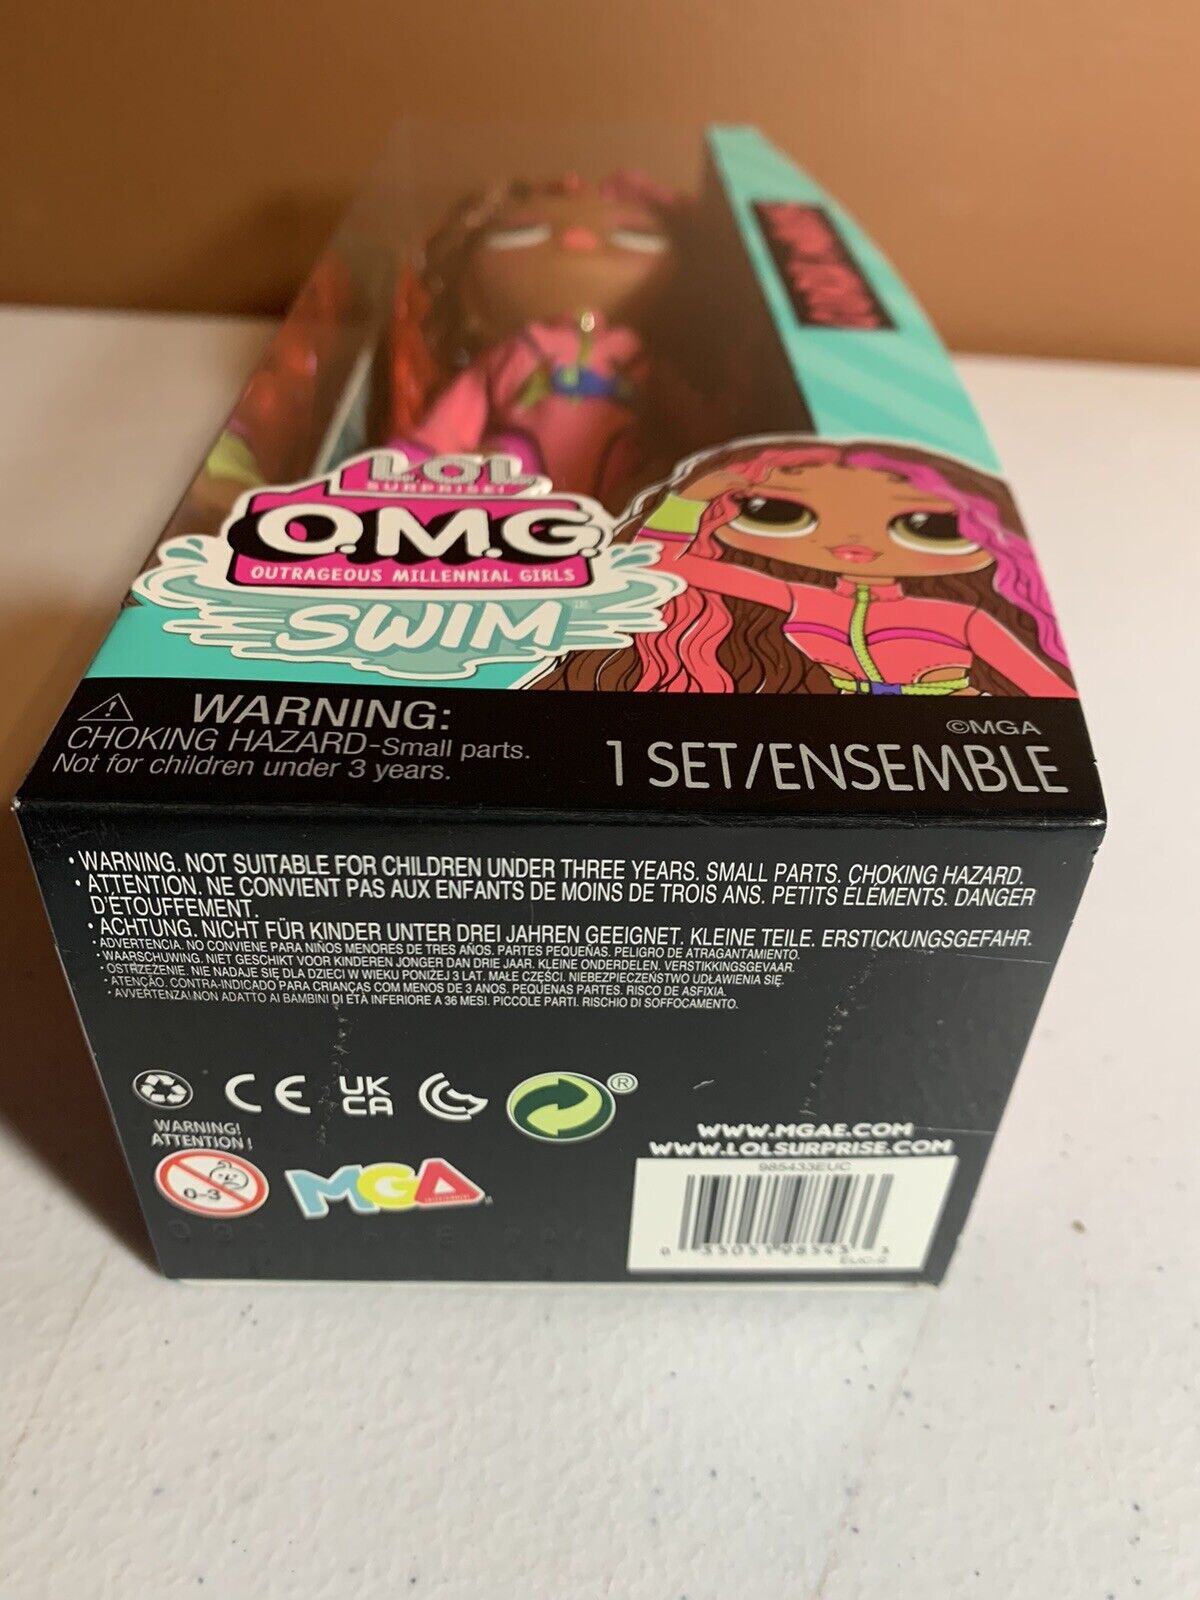 L.O.L.
SURPRISE!
O.M.G.
OUTRAGEOUS MILLENNIAL GIRLS
SWIM™
WARNING:
CHOKING HAZARD-Small parts.
Not for children under 3 years.
©MGA
1 SET/ENSEMBLE
• WARNING. NOT SUITABLE FOR CHILDREN UNDER THREE YEARS. SMALL PARTS. CHOKING HAZARD.
• ATTENTION. NE CONVIENT PAS AUX ENFANTS DE MOINS DE TROIS ANS. PETITS ÉLÉMENTS. DANGER
D'ÉTOUFFEMENT.
• ACHTUNG. NICHT FÜR KINDER UNTER DREI JAHREN GEEIGNET. KLEINE TEILE. ERSTICKUNGSGEFAHR.
• ADVERTENCIA. NO CONVIENE PARA NIÑOS MENORES DE TRES AÑOS. PARTES PEQUEÑAS. PELIGRO DE ATRAGANTAMIENTO.
• WAARSCHUWING. NIET GESCHIKT VOOR KINDEREN JONGER DAN DRIE JAAR. KLEINE ONDERDELEN. VERSTIKKINGSGEVAAR.
• OSTRZEŻENIE. NIE NADAJE SIĘ DLA DZIECI W WIEKU PONIŻEJ 3 LAT. MAŁE CZĘŚCI. NIEBEZPIECZEŃSTWO UDŁAWIENIA SIĘ.
• ATENÇÃO. CONTRA-INDICADO PARA CRIANÇAS COM MENOS DE 3 ANOS. PEQUENAS PARTES. RISCO DE ASFIXIA.
• AVVERTENZA! NON ADATTO AI BAMBINI DI ETÀ INFERIORE A 36 MESI. PICCOLE PARTI. RISCHIO DI SOFFOCAMENTO.
CE
UK
CA
®
WARNING!
ATTENTION !
0-3
MGA
WWW.MGAE.COM
WWW.LOLSURPRISE.COM
985433EUC
0 35051 98543 3